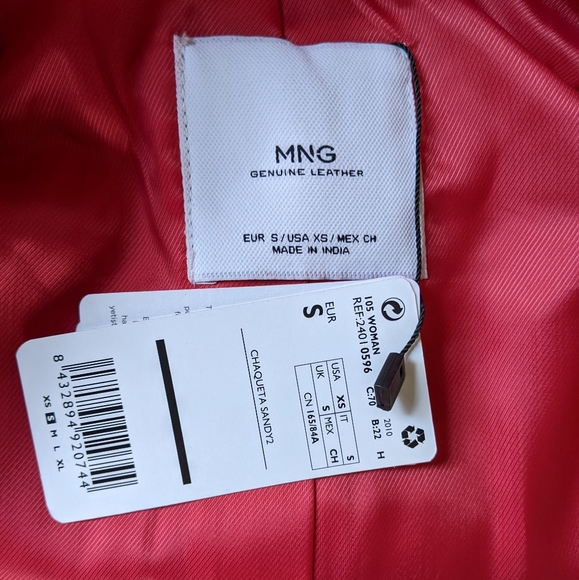 MNG
GENUINE LEATHER
EUR S/USA XS/MEX CH
MADE IN INDIA
105 WOMAN
REF:24010596 C:70
2010 B:22 H
EUR
S
USA XS IT S
UK S MEX CH
CN 165/84A
CHAQUETA SANDY2
8 432894 920744
XS S M L XL